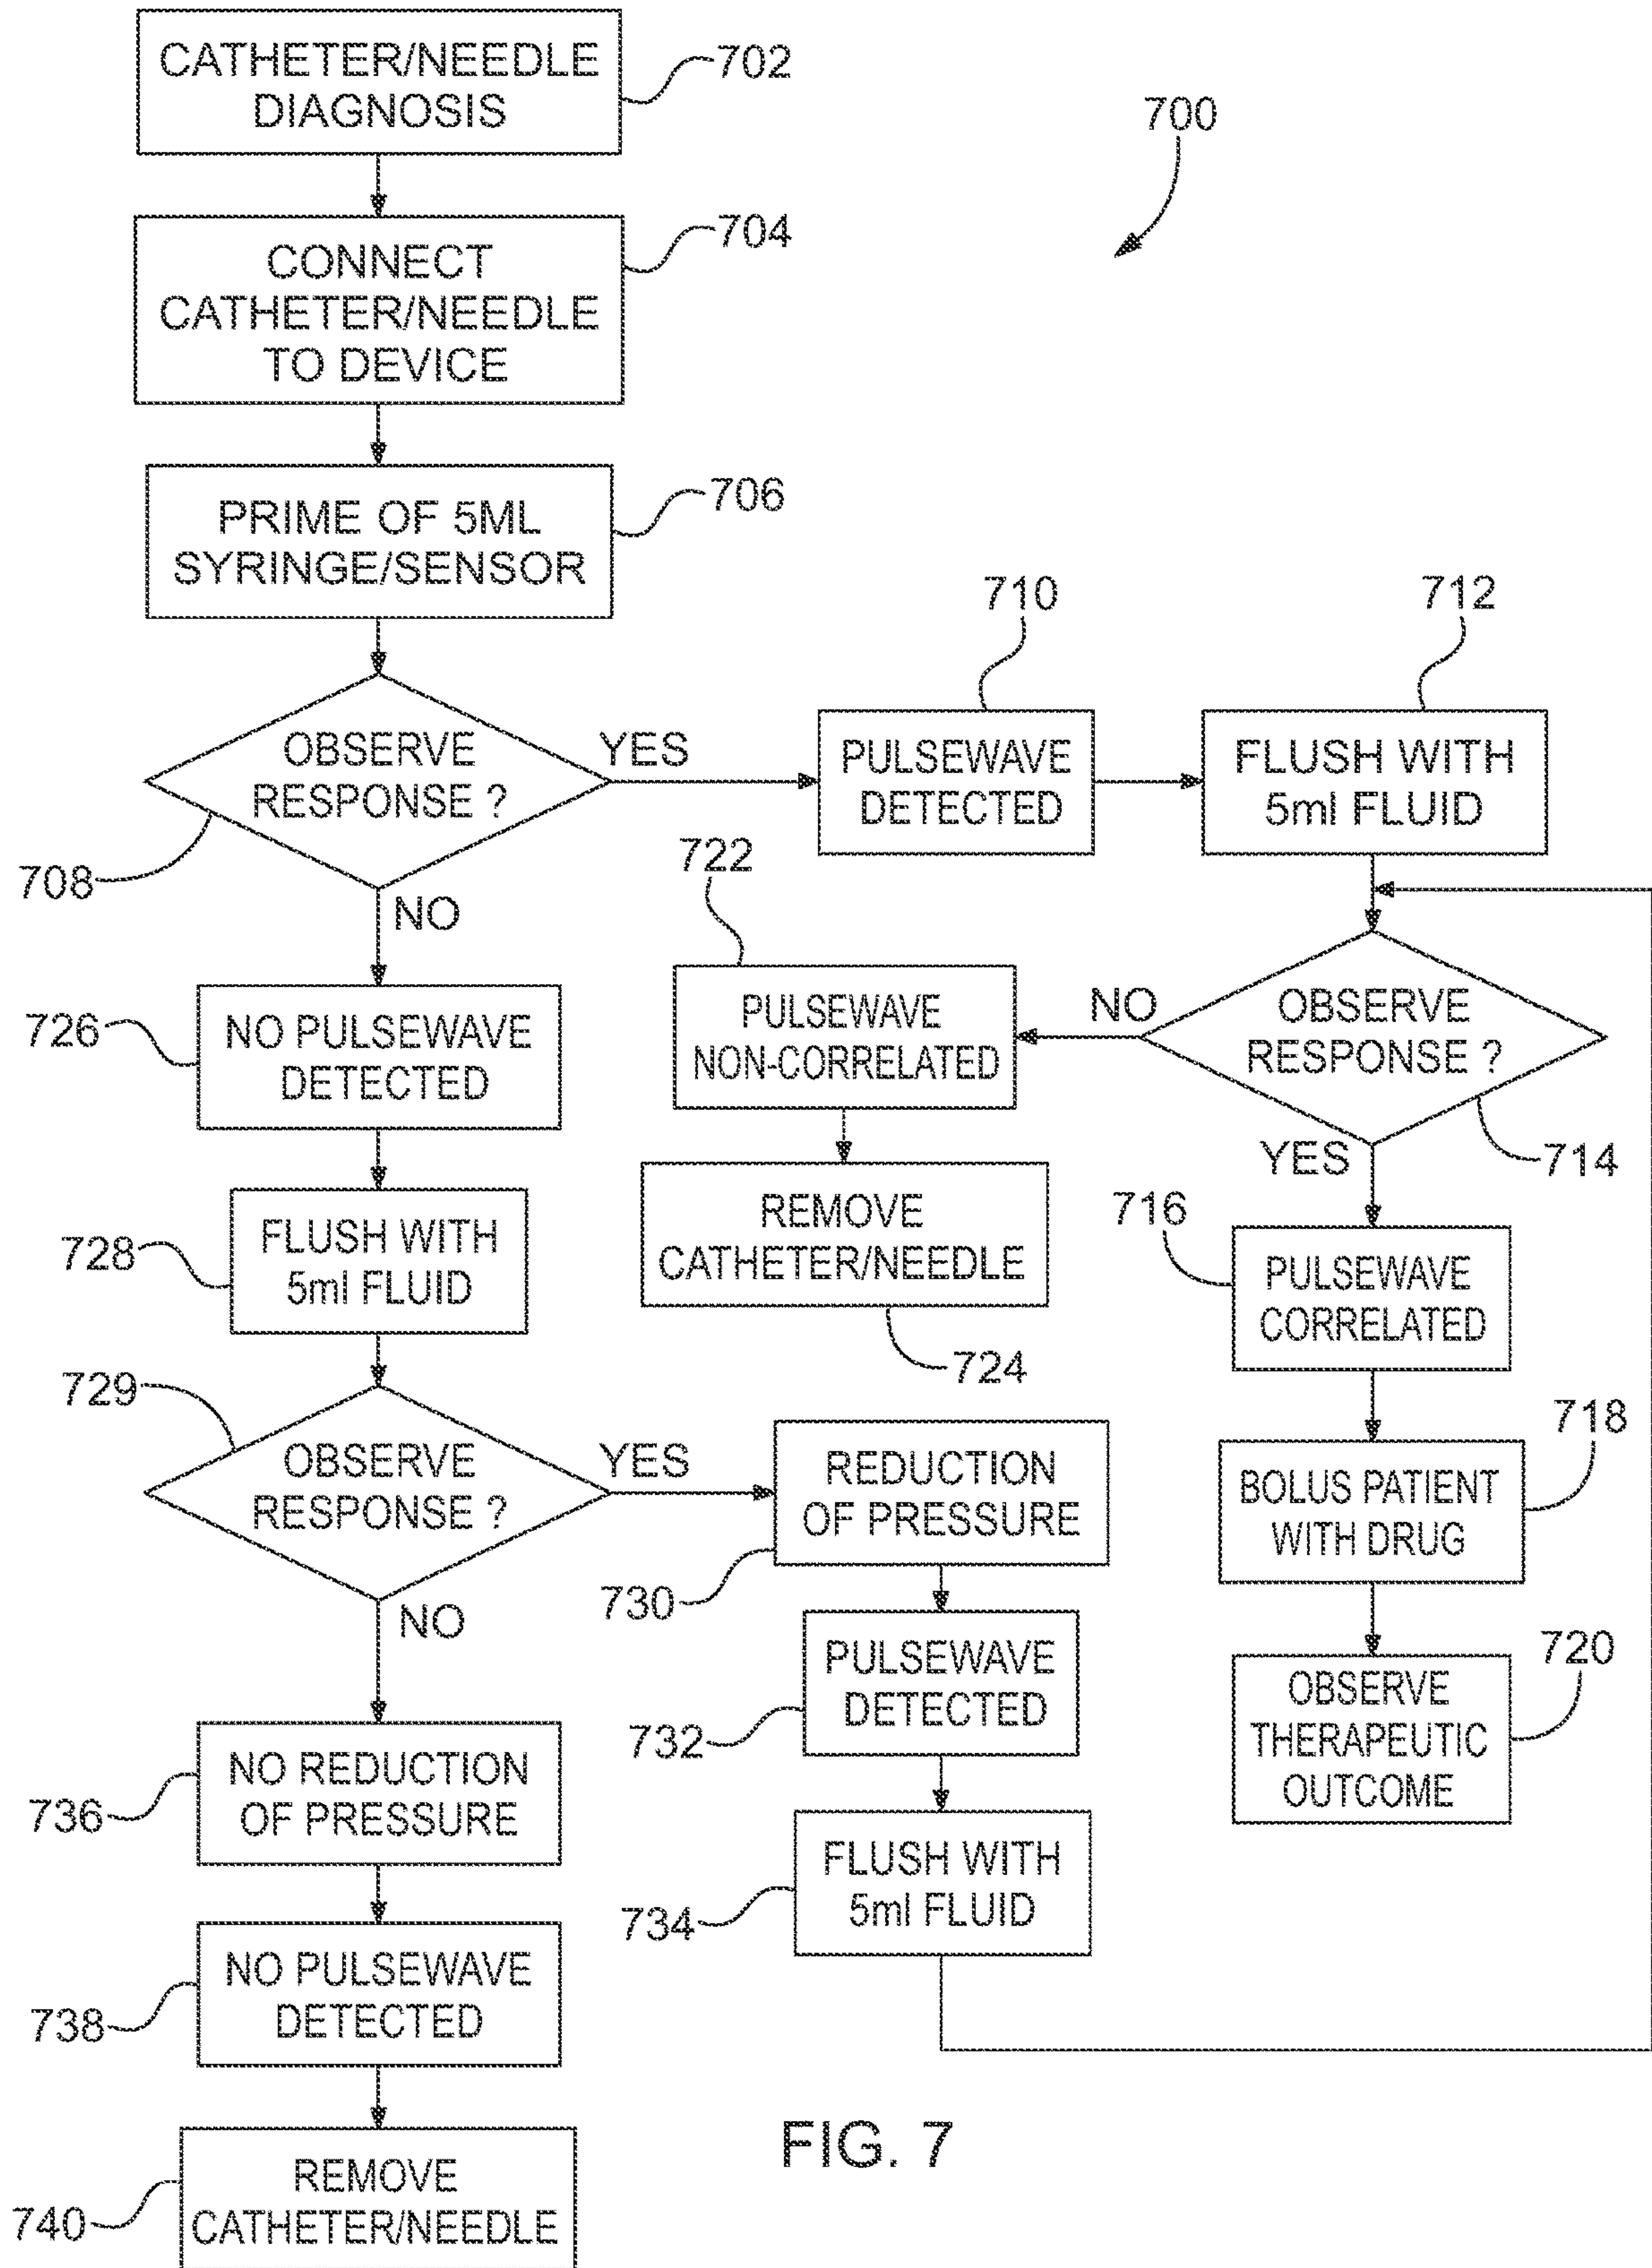 CATHETER/NEEDLE
DIAGNOSIS
702
700
CONNECT
CATHETER/NEEDLE
TO DEVICE
704
PRIME OF 5ML
SYRINGE/SENSOR
706
OBSERVE
RESPONSE ?
708
YES
NO
710
PULSEWAVE
DETECTED
712
FLUSH WITH
5ml FLUID
722
PULSEWAVE
NON-CORRELATED
NO
OBSERVE
RESPONSE ?
714
YES
726
NO PULSEWAVE
DETECTED
REMOVE
CATHETER/NEEDLE
724
716
PULSEWAVE
CORRELATED
728
FLUSH WITH
5ml FLUID
718
BOLUS PATIENT
WITH DRUG
729
OBSERVE
RESPONSE ?
YES
NO
REDUCTION
OF PRESSURE
730
720
OBSERVE
THERAPEUTIC
OUTCOME
PULSEWAVE
DETECTED
732
736
NO REDUCTION
OF PRESSURE
FLUSH WITH
5ml FLUID
734
NO PULSEWAVE
DETECTED
738
REMOVE
CATHETER/NEEDLE
740
FIG. 7